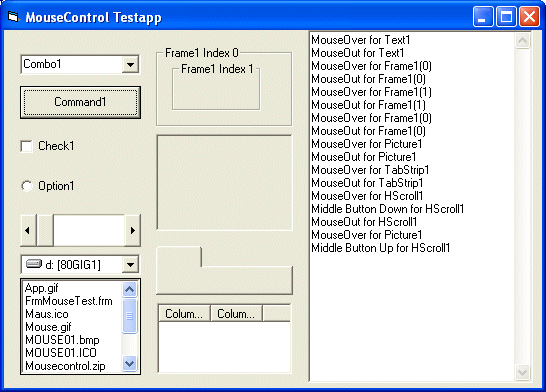 MouseControl Testapp
Combo1
Command1
Check1
Option1
d: [80GIG1]
App.gif
FrmMouseTest.frm
Maus.ico
Mouse.gif
MOUSE01.bmp
MOUSE01.ICO
Mousecontrol.zip
Frame1 Index 0
Frame1 Index 1
Colum... Colum...
MouseOver for Text1
MouseOut for Text1
MouseOver for Frame1(0)
MouseOut for Frame1(0)
MouseOver for Frame1(1)
MouseOut for Frame1(1)
MouseOver for Frame1(0)
MouseOut for Frame1(0)
MouseOver for Picture1
MouseOut for Picture1
MouseOver for TabStrip1
MouseOut for TabStrip1
MouseOver for HScroll1
Middle Button Down for HScroll1
MouseOut for HScroll1
MouseOver for Picture1
Middle Button Up for HScroll1